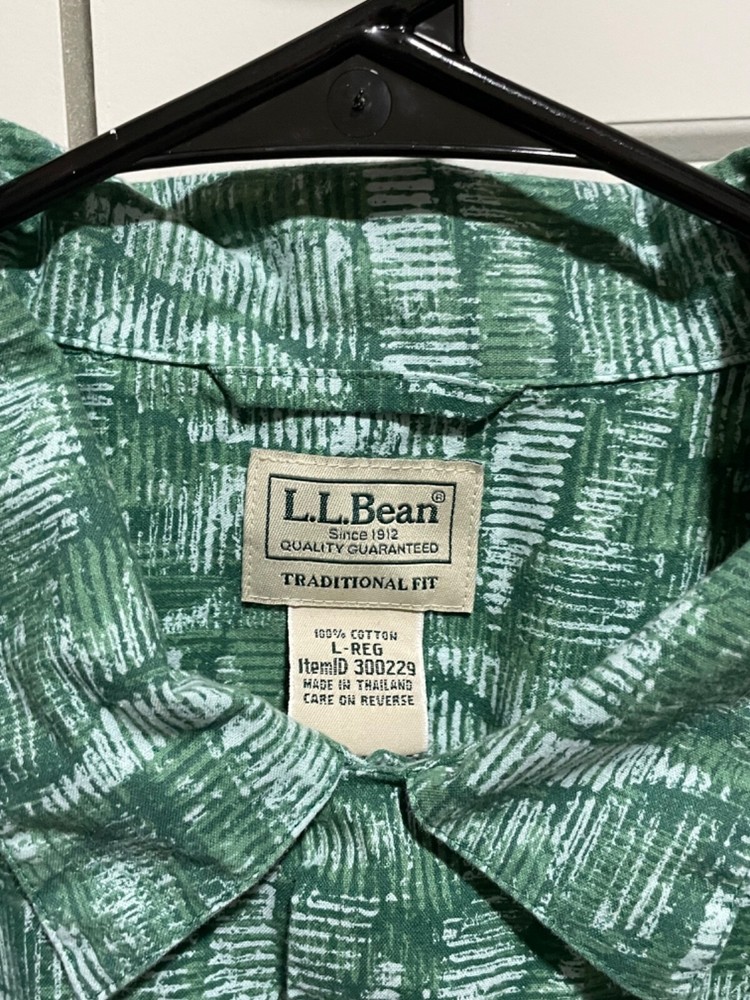 L.L.Bean®
Since 1912
QUALITY GUARANTEED
TRADITIONAL FIT
100% COTTON
L-REG
ItemID 300229
MADE IN THAILAND
CARE ON REVERSE